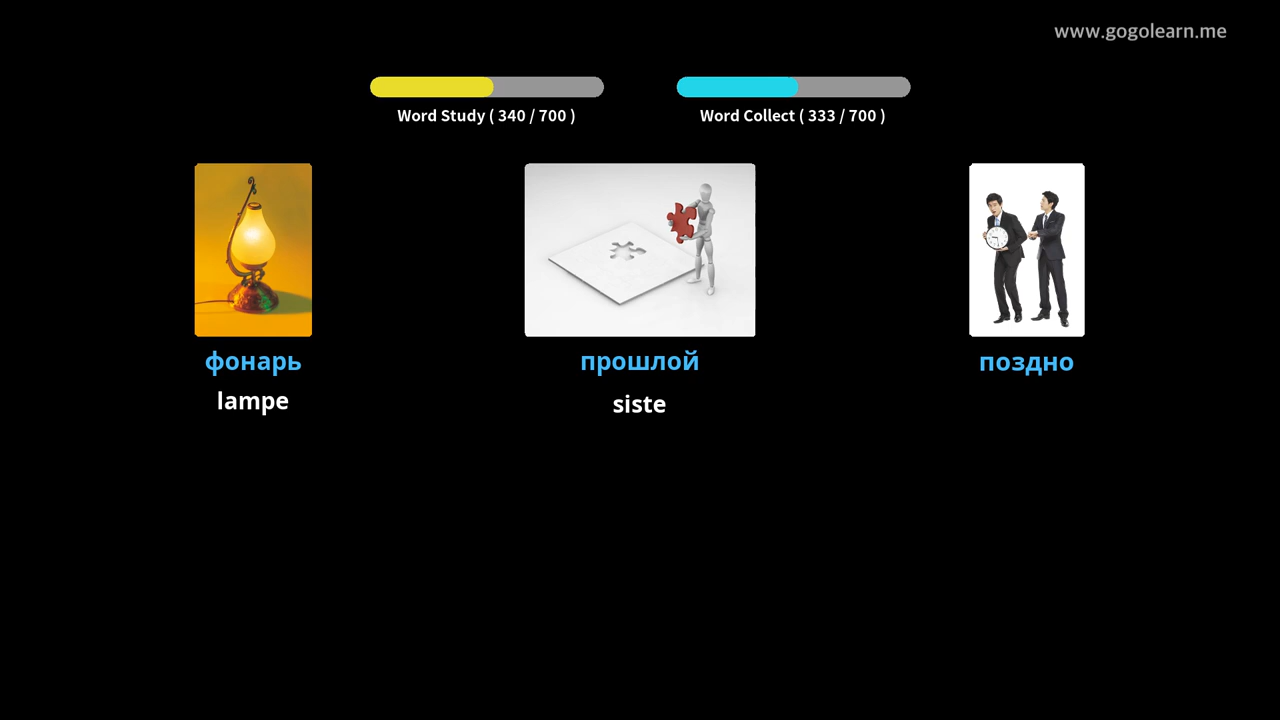 www.gogolearn.me
Word Study ( 340 / 700 )
Word Collect ( 333 / 700 )
фонарь
прошлой
поздно
lampe
siste